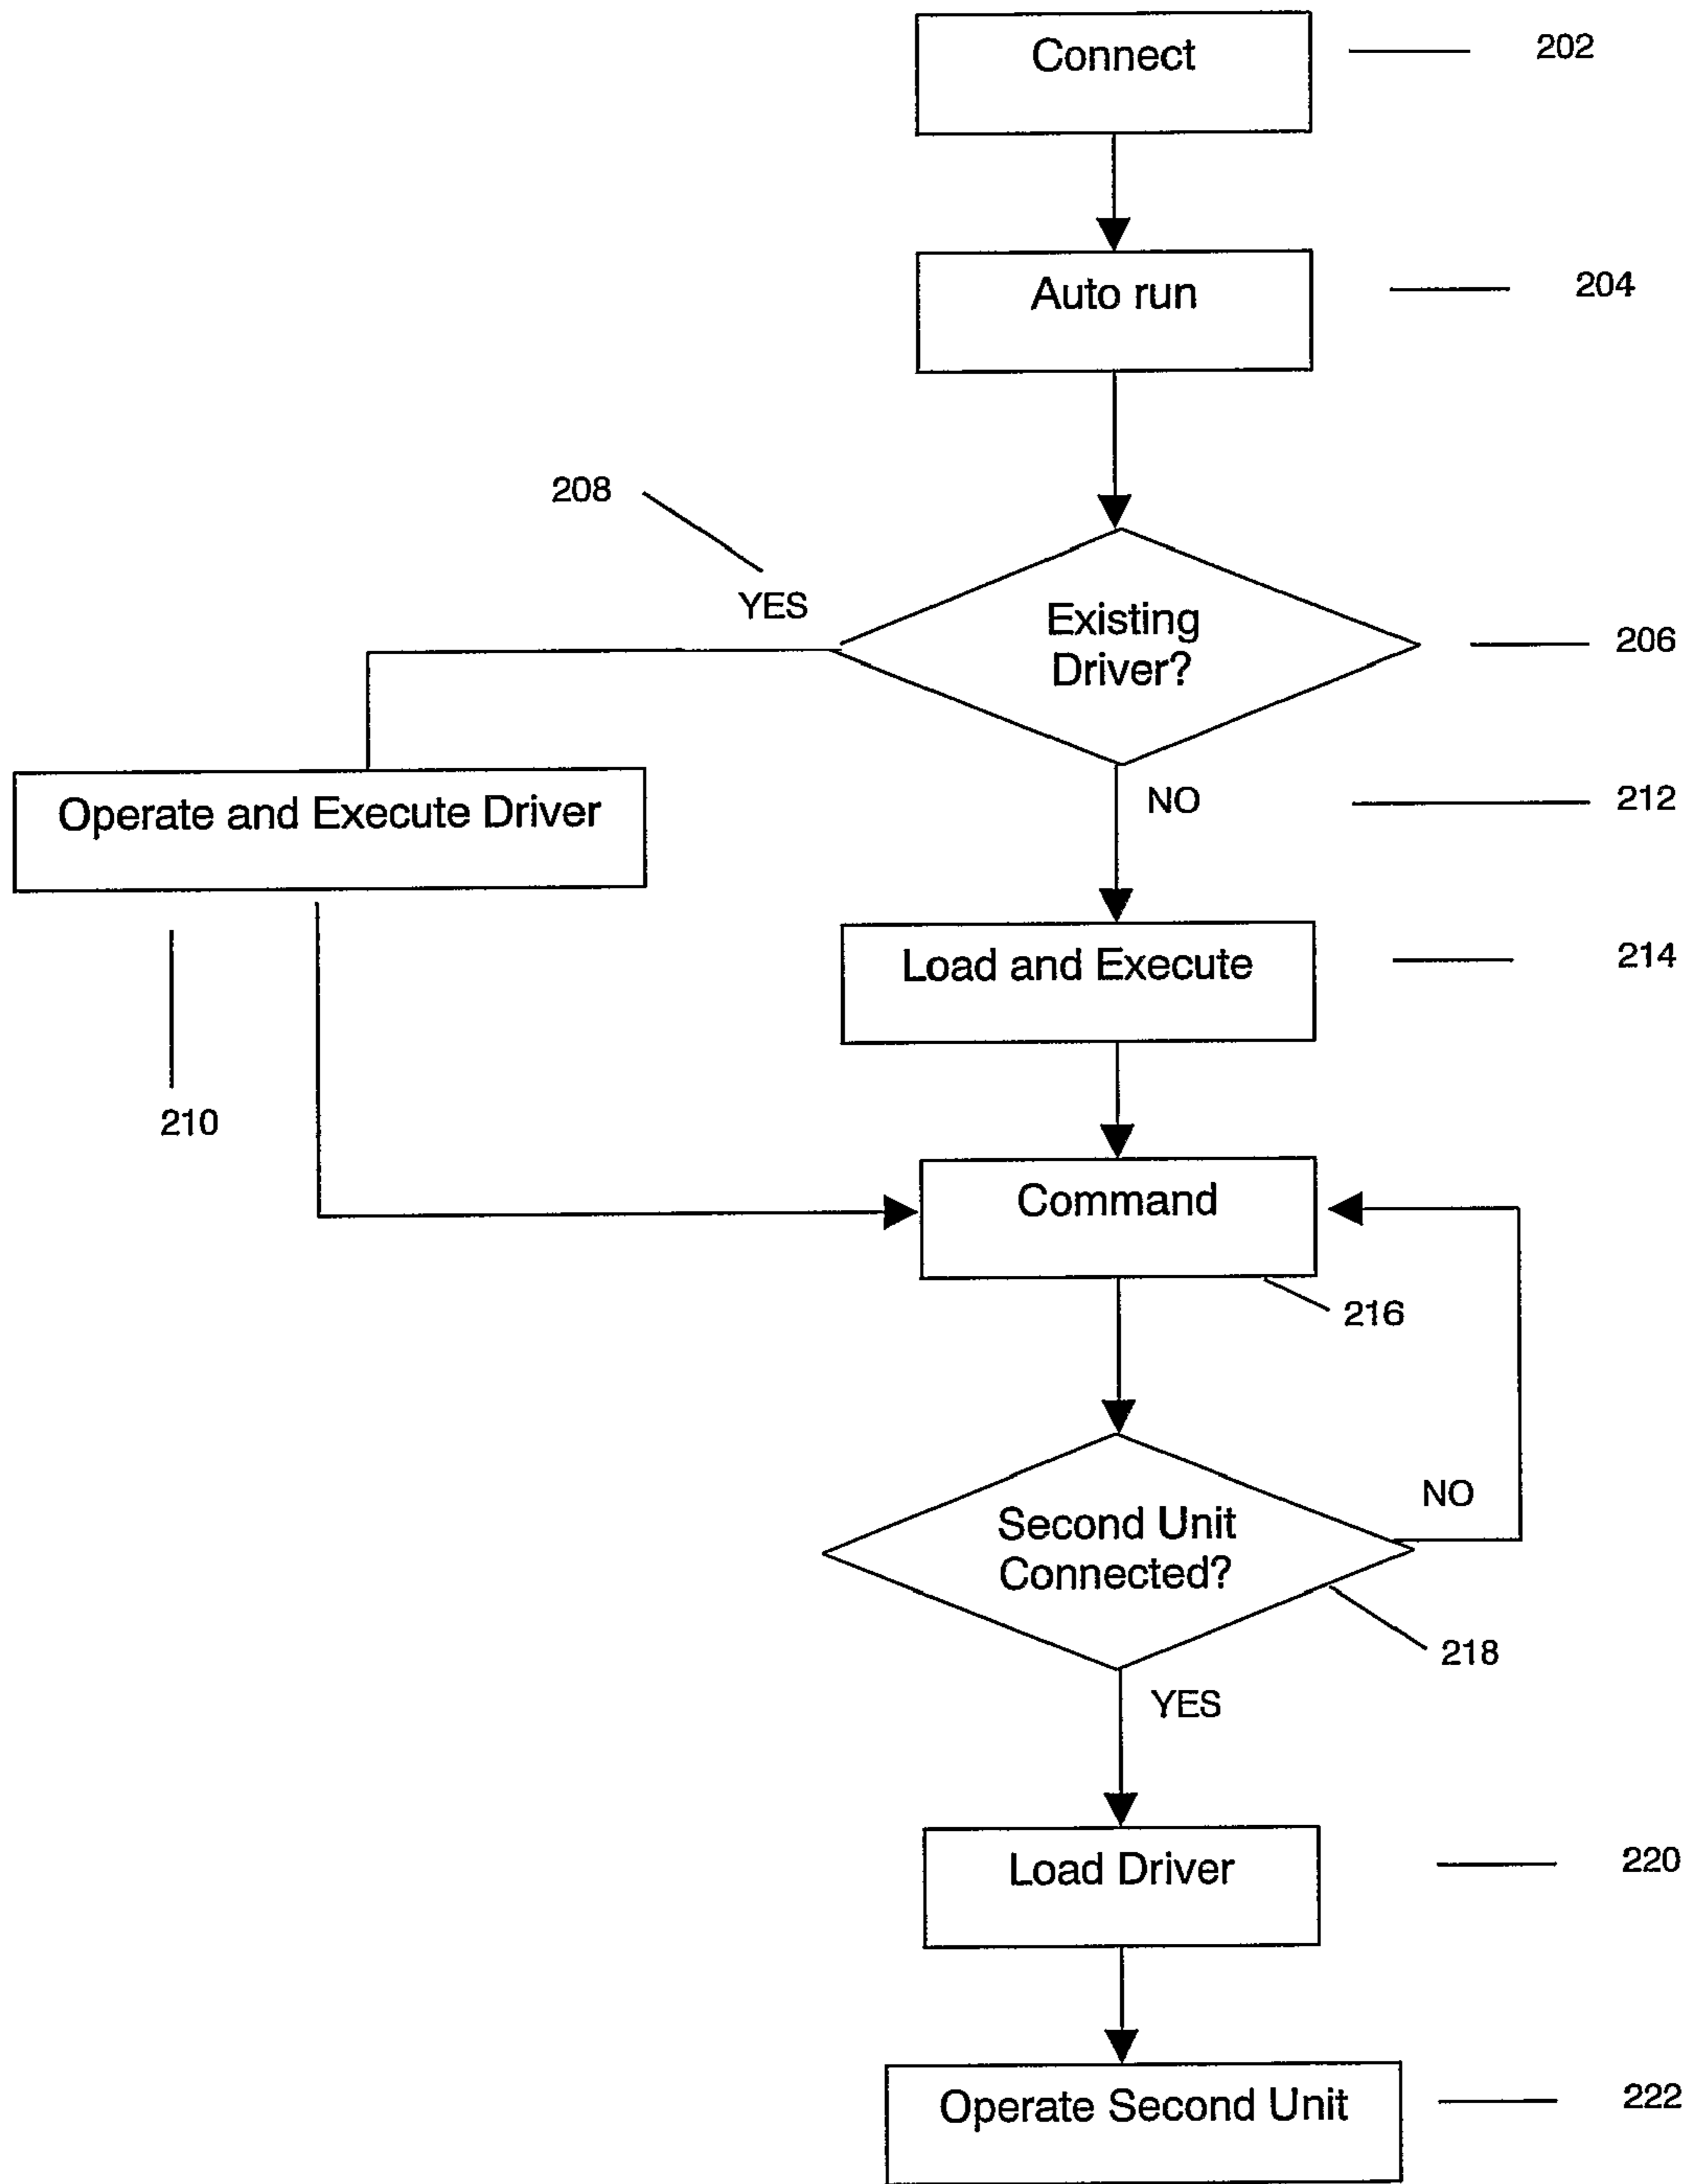 Connect
202
Auto run
204
208
YES
Existing
Driver?
206
Operate and Execute Driver
NO
212
Load and Execute
214
210
Command
216
NO
Second Unit
Connected?
218
YES
Load Driver
220
Operate Second Unit
222